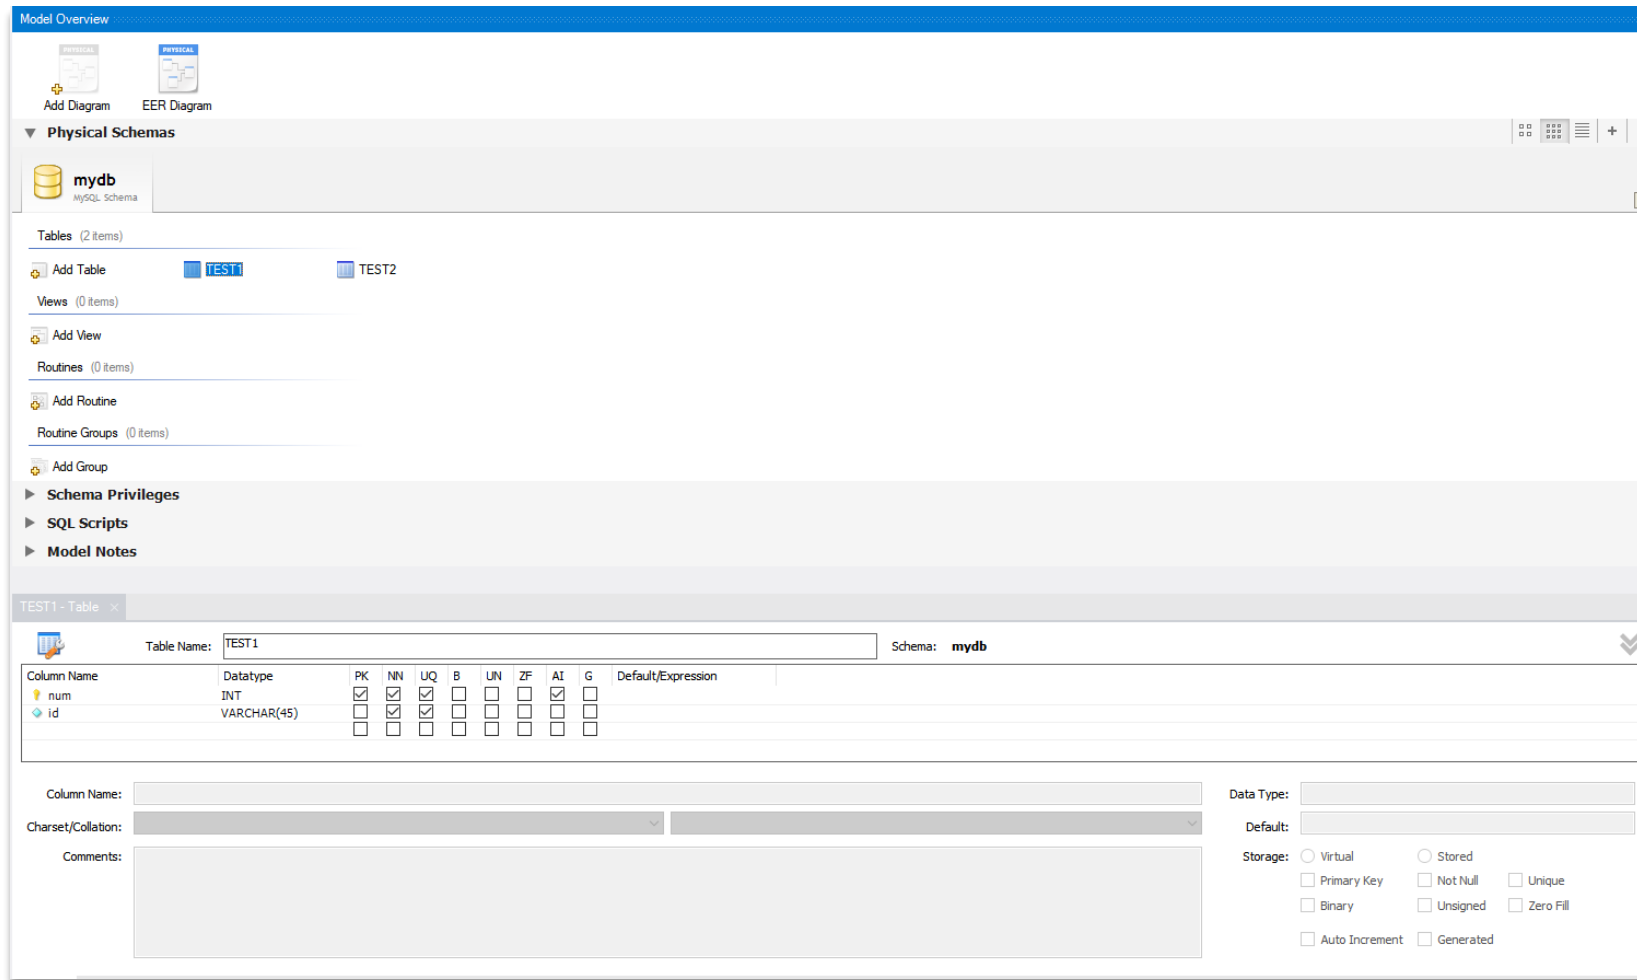 Model Overview
PHYSICAL PHYSICAL
Add Diagram EER Diagram
Physical Schemas
mydb
MySQL Schema
Tables (2 items)
Add Table TEST1 TEST2
Views (0 items)
Add View
Routines (0 items)
Add Routine
Routine Groups (0 items)
Add Group
Schema Privileges
SQL Scripts
Model Notes
TEST1 - Table
Table Name: TEST1 Schema: mydb
Column Name Datatype PK NN UQ B UN ZF AI G Default/Expression
num INT
id VARCHAR(45)
Column Name: Data Type:
Charset/Collation: Default:
Comments: Storage: Virtual Stored
Primary Key Not Null Unique
Binary Unsigned Zero Fill
Auto Increment Generated